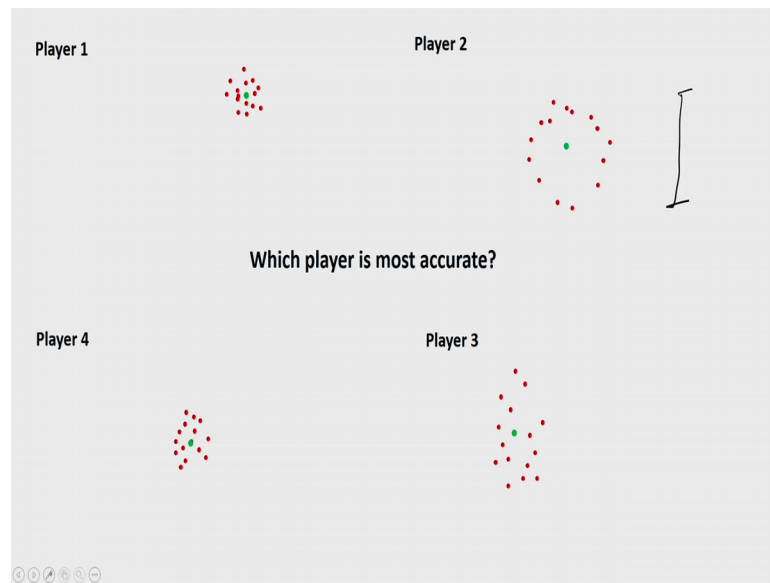 Player 1
Player 2
Which player is most accurate?
Player 4
Player 3